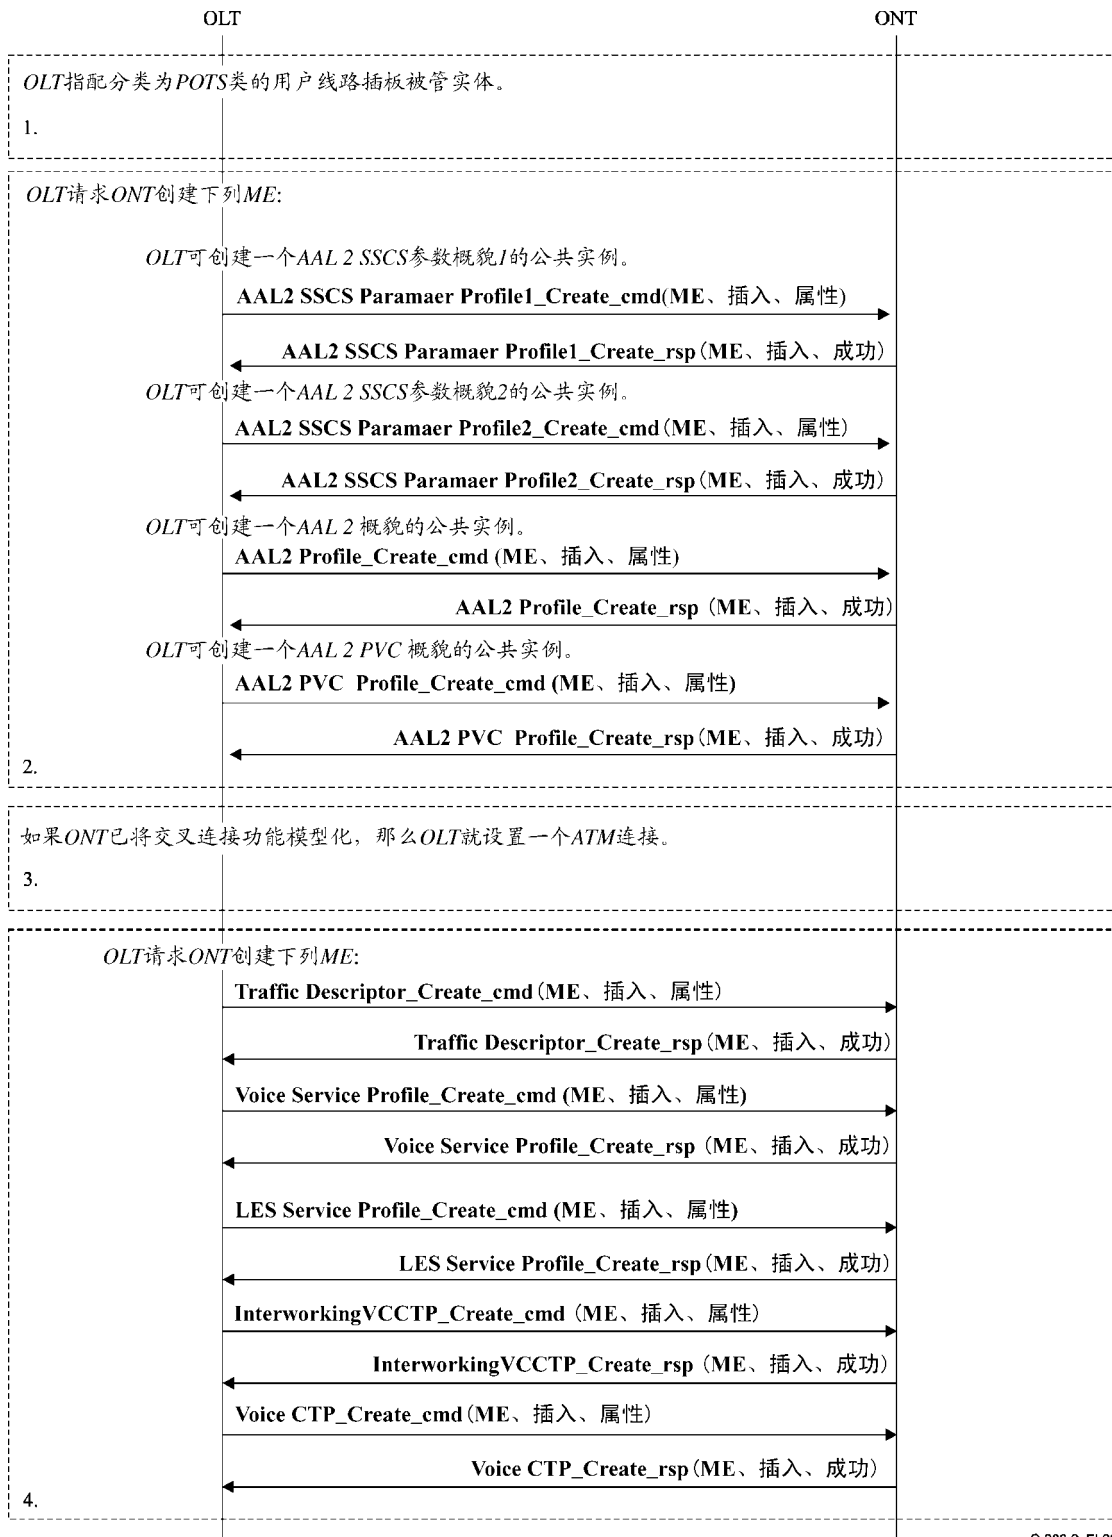 OLT
ONT
OLT指配分类为POTS类的用户线路插板被管实体。
1.
OLT请求ONT创建下列ME:
OLT可创建一个AAL 2 SSCS参数概貌1的公共实例。
AAL2 SSCS Paramaer Profile1_Create_cmd(ME、插入、属性)
AAL2 SSCS Paramaer Profile1_Create_rsp(ME、插入、成功)
OLT可创建一个AAL 2 SSCS参数概貌2的公共实例。
AAL2 SSCS Paramaer Profile2_Create_cmd(ME、插入、属性)
AAL2 SSCS Paramaer Profile2_Create_rsp(ME、插入、成功)
OLT可创建一个AAL 2 概貌的公共实例。
AAL2 Profile_Create_cmd (ME、插入、属性)
AAL2 Profile_Create_rsp (ME、插入、成功)
OLT可创建一个AAL 2 PVC 概貌的公共实例。
AAL2 PVC Profile_Create_cmd (ME、插入、属性)
AAL2 PVC Profile_Create_rsp(ME、插入、成功)
2.
如果ONT已将交叉连接功能模型化，那么OLT就设置一个ATM连接。
3.
OLT请求ONT创建下列ME:
Traffic Descriptor_Create_cmd(ME、插入、属性)
Traffic Descriptor_Create_rsp(ME、插入、成功)
Voice Service Profile_Create_cmd (ME、插入、属性)
Voice Service Profile_Create_rsp (ME、插入、成功)
LES Service Profile_Create_cmd (ME、插入、属性)
LES Service Profile_Create_rsp(ME、插入、成功)
InterworkingVCCTP_Create_cmd (ME、插入、属性)
InterworkingVCCTP_Create_rsp (ME、插入、成功)
Voice CTP_Create_cmd(ME、插入、属性)
Voice CTP_Create_rsp(ME、插入、成功)
4.